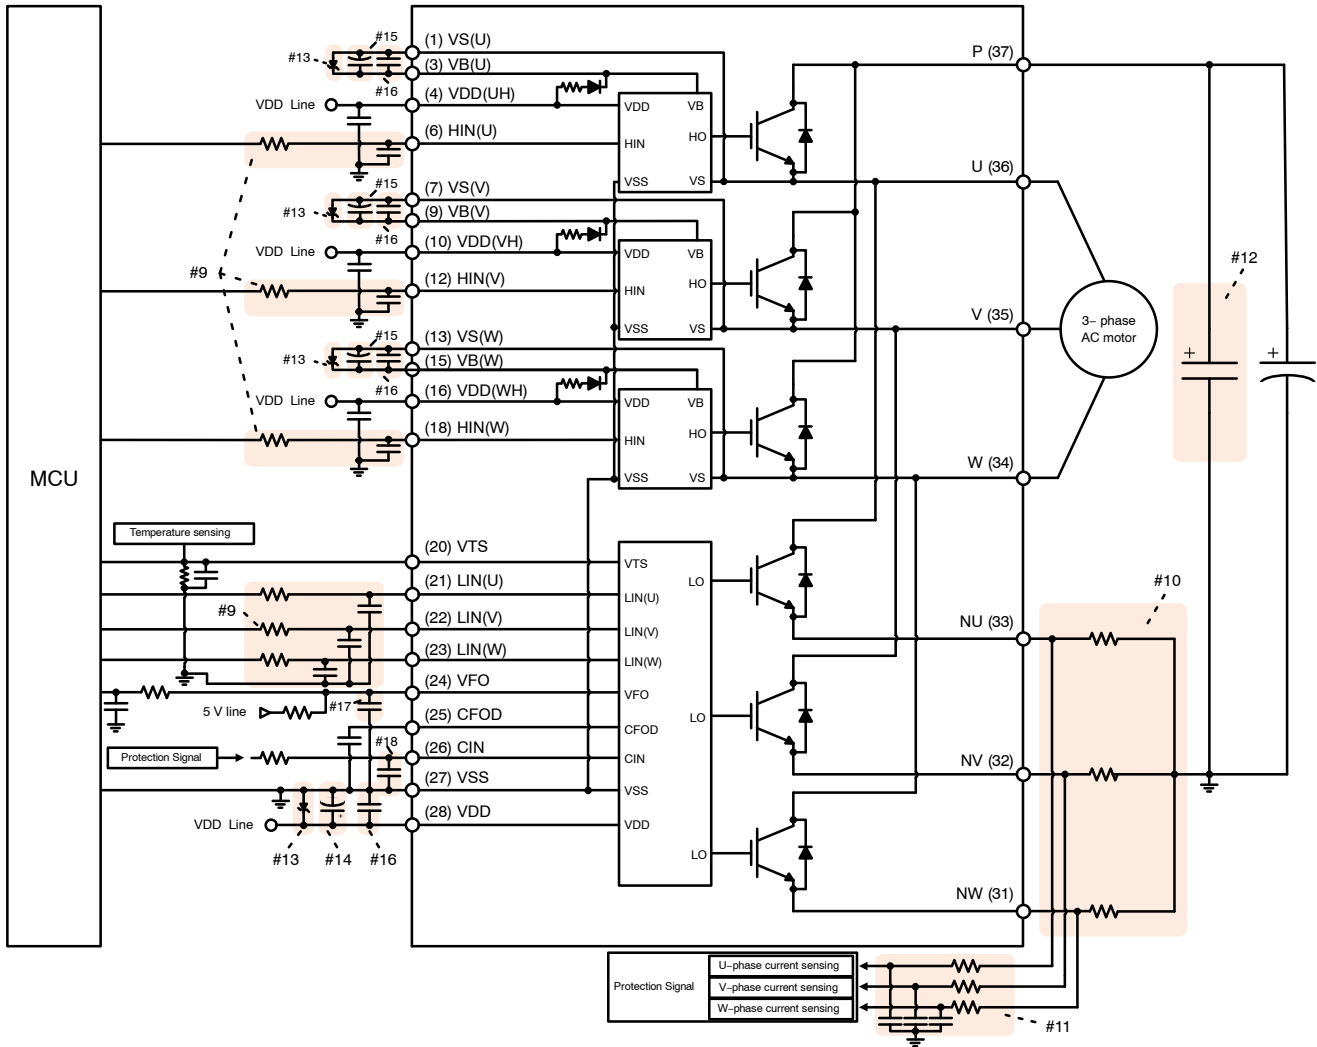 MCU
#15
#13
#16
(1) VS(U)
(3) VB(U)
VDD Line
(4) VDD(UH)
(6) HIN(U)
VDD
VB
HIN
HO
VSS
VS
P (37)
U (36)
#15
#13
#16
(7) VS(V)
(9) VB(V)
VDD Line
(10) VDD(VH)
#9
(12) HIN(V)
VDD
VB
HIN
HO
VSS
VS
V (35)
3− phase
AC motor
#12
+
+
#15
#13
#16
(13) VS(W)
(15) VB(W)
VDD Line
(16) VDD(WH)
(18) HIN(W)
VDD
VB
HIN
HO
VSS
VS
W (34)
Temperature sensing
(20) VTS
(21) LIN(U)
#9
(22) LIN(V)
(23) LIN(W)
(24) VFO
5 V line
#17
(25) CFOD
#18
Protection Signal
(26) CIN
(27) VSS
VDD Line
+
(28) VDD
#13
#14
#16
VTS
LIN(U)
LIN(V)
LIN(W)
VFO
CFOD
CIN
VSS
VDD
LO
LO
LO
#10
NU (33)
NV (32)
NW (31)
Protection Signal
U−phase current sensing
V−phase current sensing
W−phase current sensing
#11